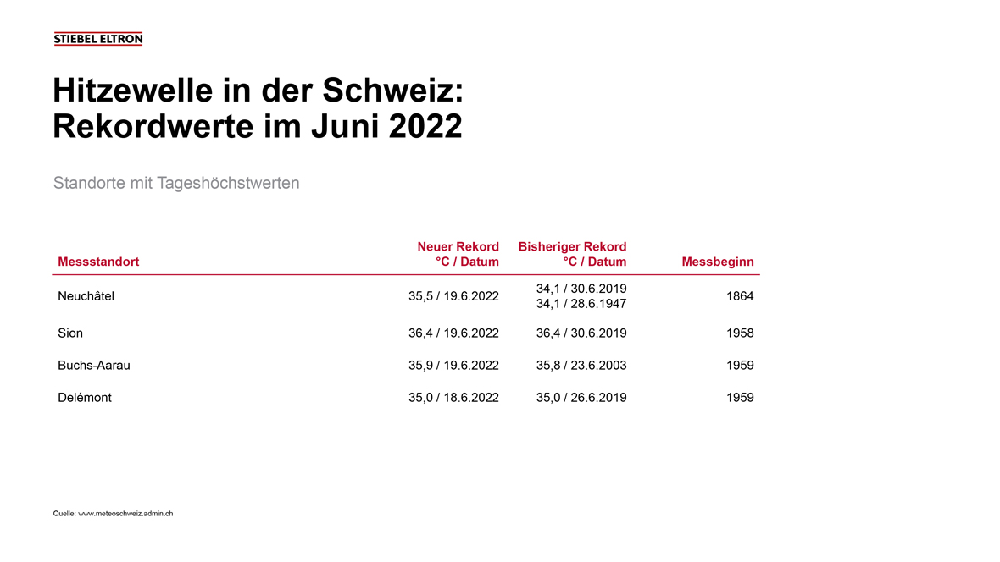 STIEBEL ELTRON
Hitzewelle in der Schweiz:
Rekordwerte im Juni 2022
Standorte mit Tageshöchstwerten
Messstandort
Neuer Rekord
°C / Datum
Bisheriger Rekord
°C / Datum
Messbeginn
Neuchâtel
35,5 / 19.6.2022
34,1 / 30.6.2019
34,1 / 28.6.1947
1864
Sion
36,4 / 19.6.2022
36,4 / 30.6.2019
1958
Buchs-Aarau
35,9 / 19.6.2022
35,8 / 23.6.2003
1959
Delémont
35,0 / 18.6.2022
35,0 / 26.6.2019
1959
Quelle: www.meteoschweiz.admin.ch